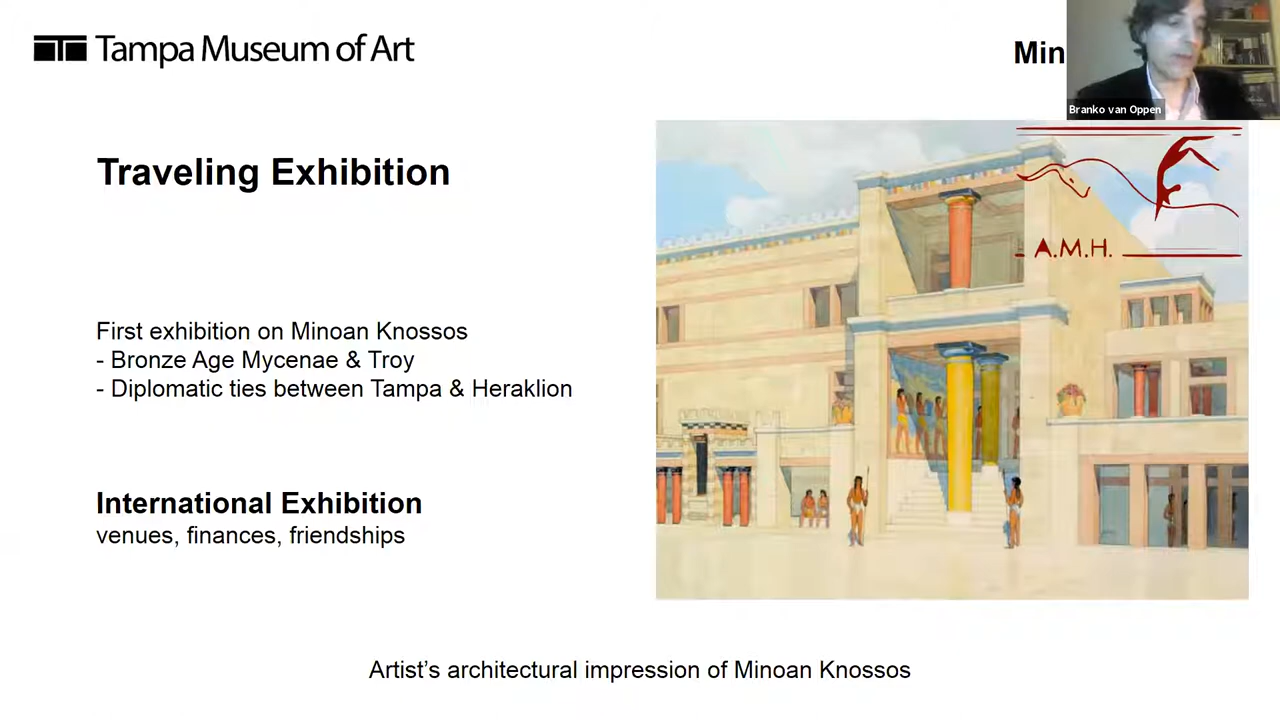 Tampa Museum of Art
Branko van Oppen
Traveling Exhibition
A.M.H.
First exhibition on Minoan Knossos
- Bronze Age Mycenae & Troy
- Diplomatic ties between Tampa & Heraklion
International Exhibition
venues, finances, friendships
Artist’s architectural impression of Minoan Knossos